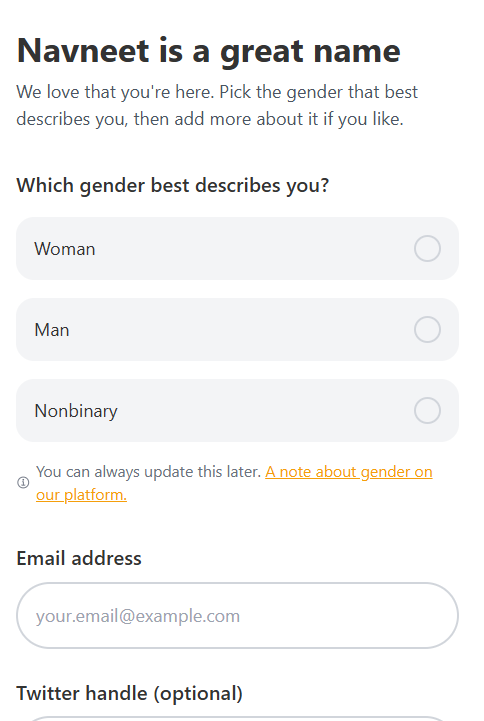 Navneet is a great name
We love that you're here. Pick the gender that best
describes you, then add more about it if you like.
Which gender best describes you?
Woman
Man
Nonbinary
You can always update this later. A note about gender on
our platform.
Email address
your.email@example.com
Twitter handle (optional)